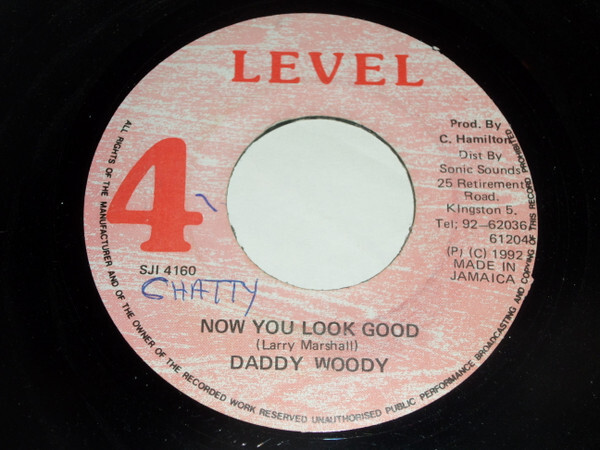 LEVEL
4
Prod. By
C. Hamilton
Dist By
Sonic Sounds
25 Retirement
Road.
Kingston 5.
Tel; 92-62036
61204
(P) (C) 1992
MADE IN
JAMAICA
SJI 4160
CHATTY
NOW YOU LOOK GOOD
(Larry Marshall)
DADDY WOODY
ALL RIGHTS OF THE MANUFACTURER AND OF THE OWNER OF THE RECORDED WORK RESERVED UNAUTHORISED PUBLIC PERFORMANCE BROADCASTING AND COPYING OF THIS RECORD PROHIBITED